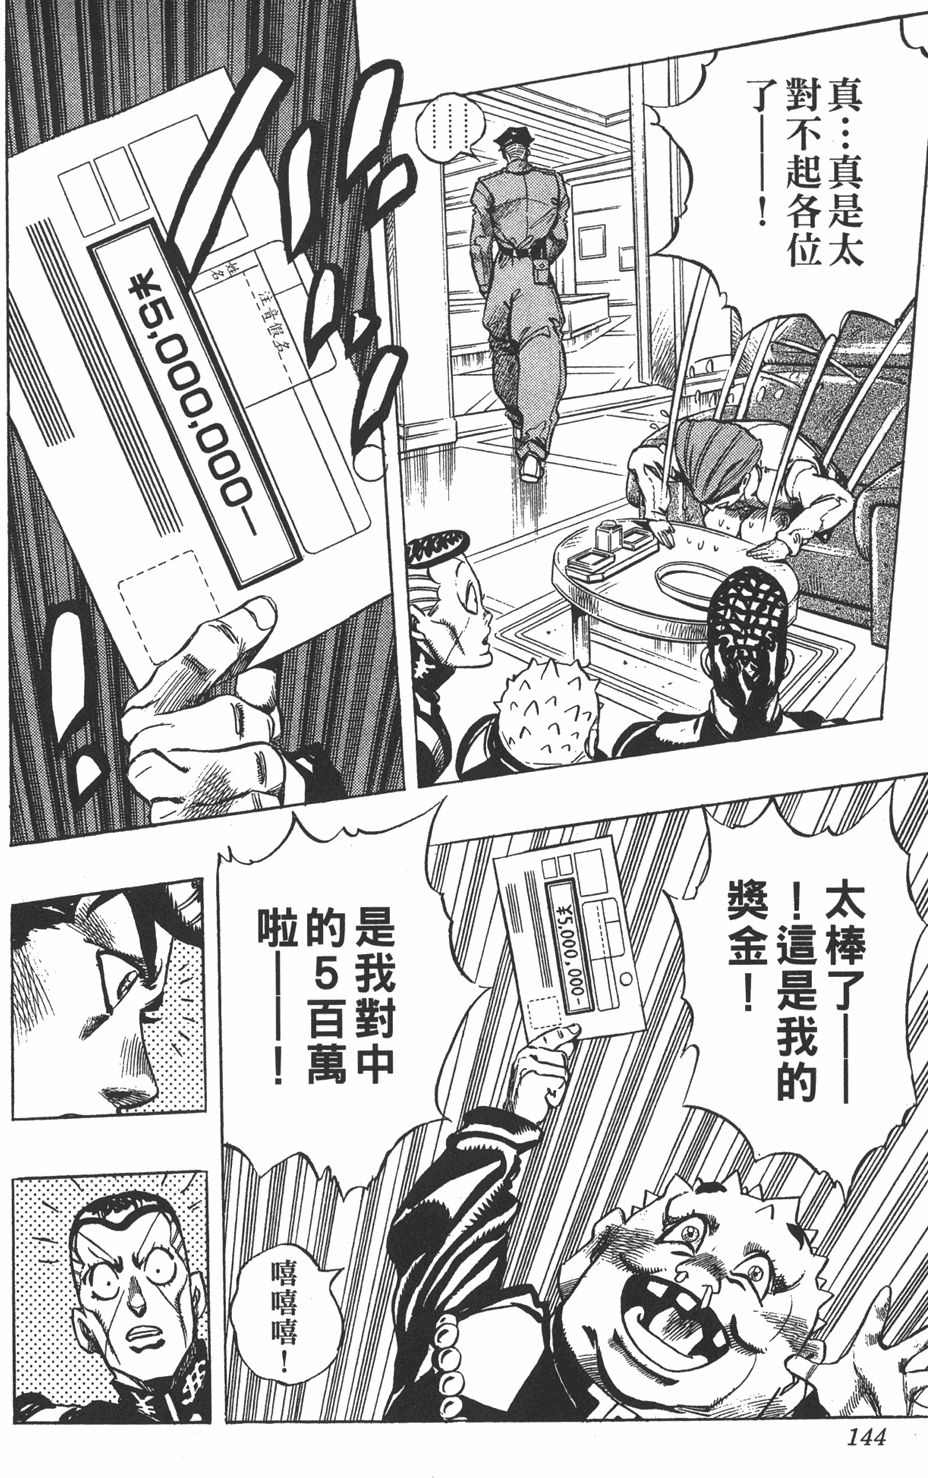 真…真是太
對不起各位
了——！
………
¥5,000,000—
姓名
注音假名
太棒了——
！這是我的
獎金！
¥5,000,000—
是我對中
的5百萬
啦——！
嘻嘻嘻！
144